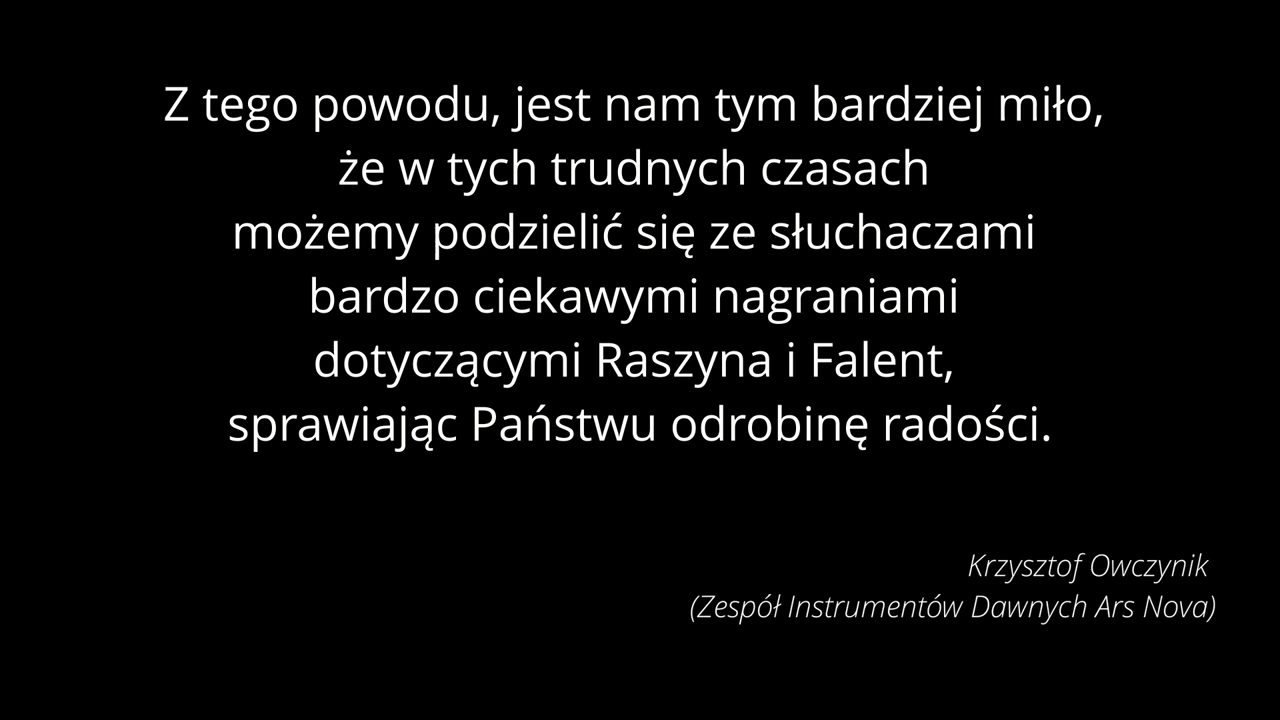 Z tego powodu, jest nam tym bardziej miło,
że w tych trudnych czasach
możemy podzielić się ze słuchaczami
bardzo ciekawymi nagraniami
dotyczącymi Raszyna i Falent,
sprawiając Państwu odrobinę radości.
Krzysztof Owczynik
(Zespół Instrumentów Dawnych Ars Nova)